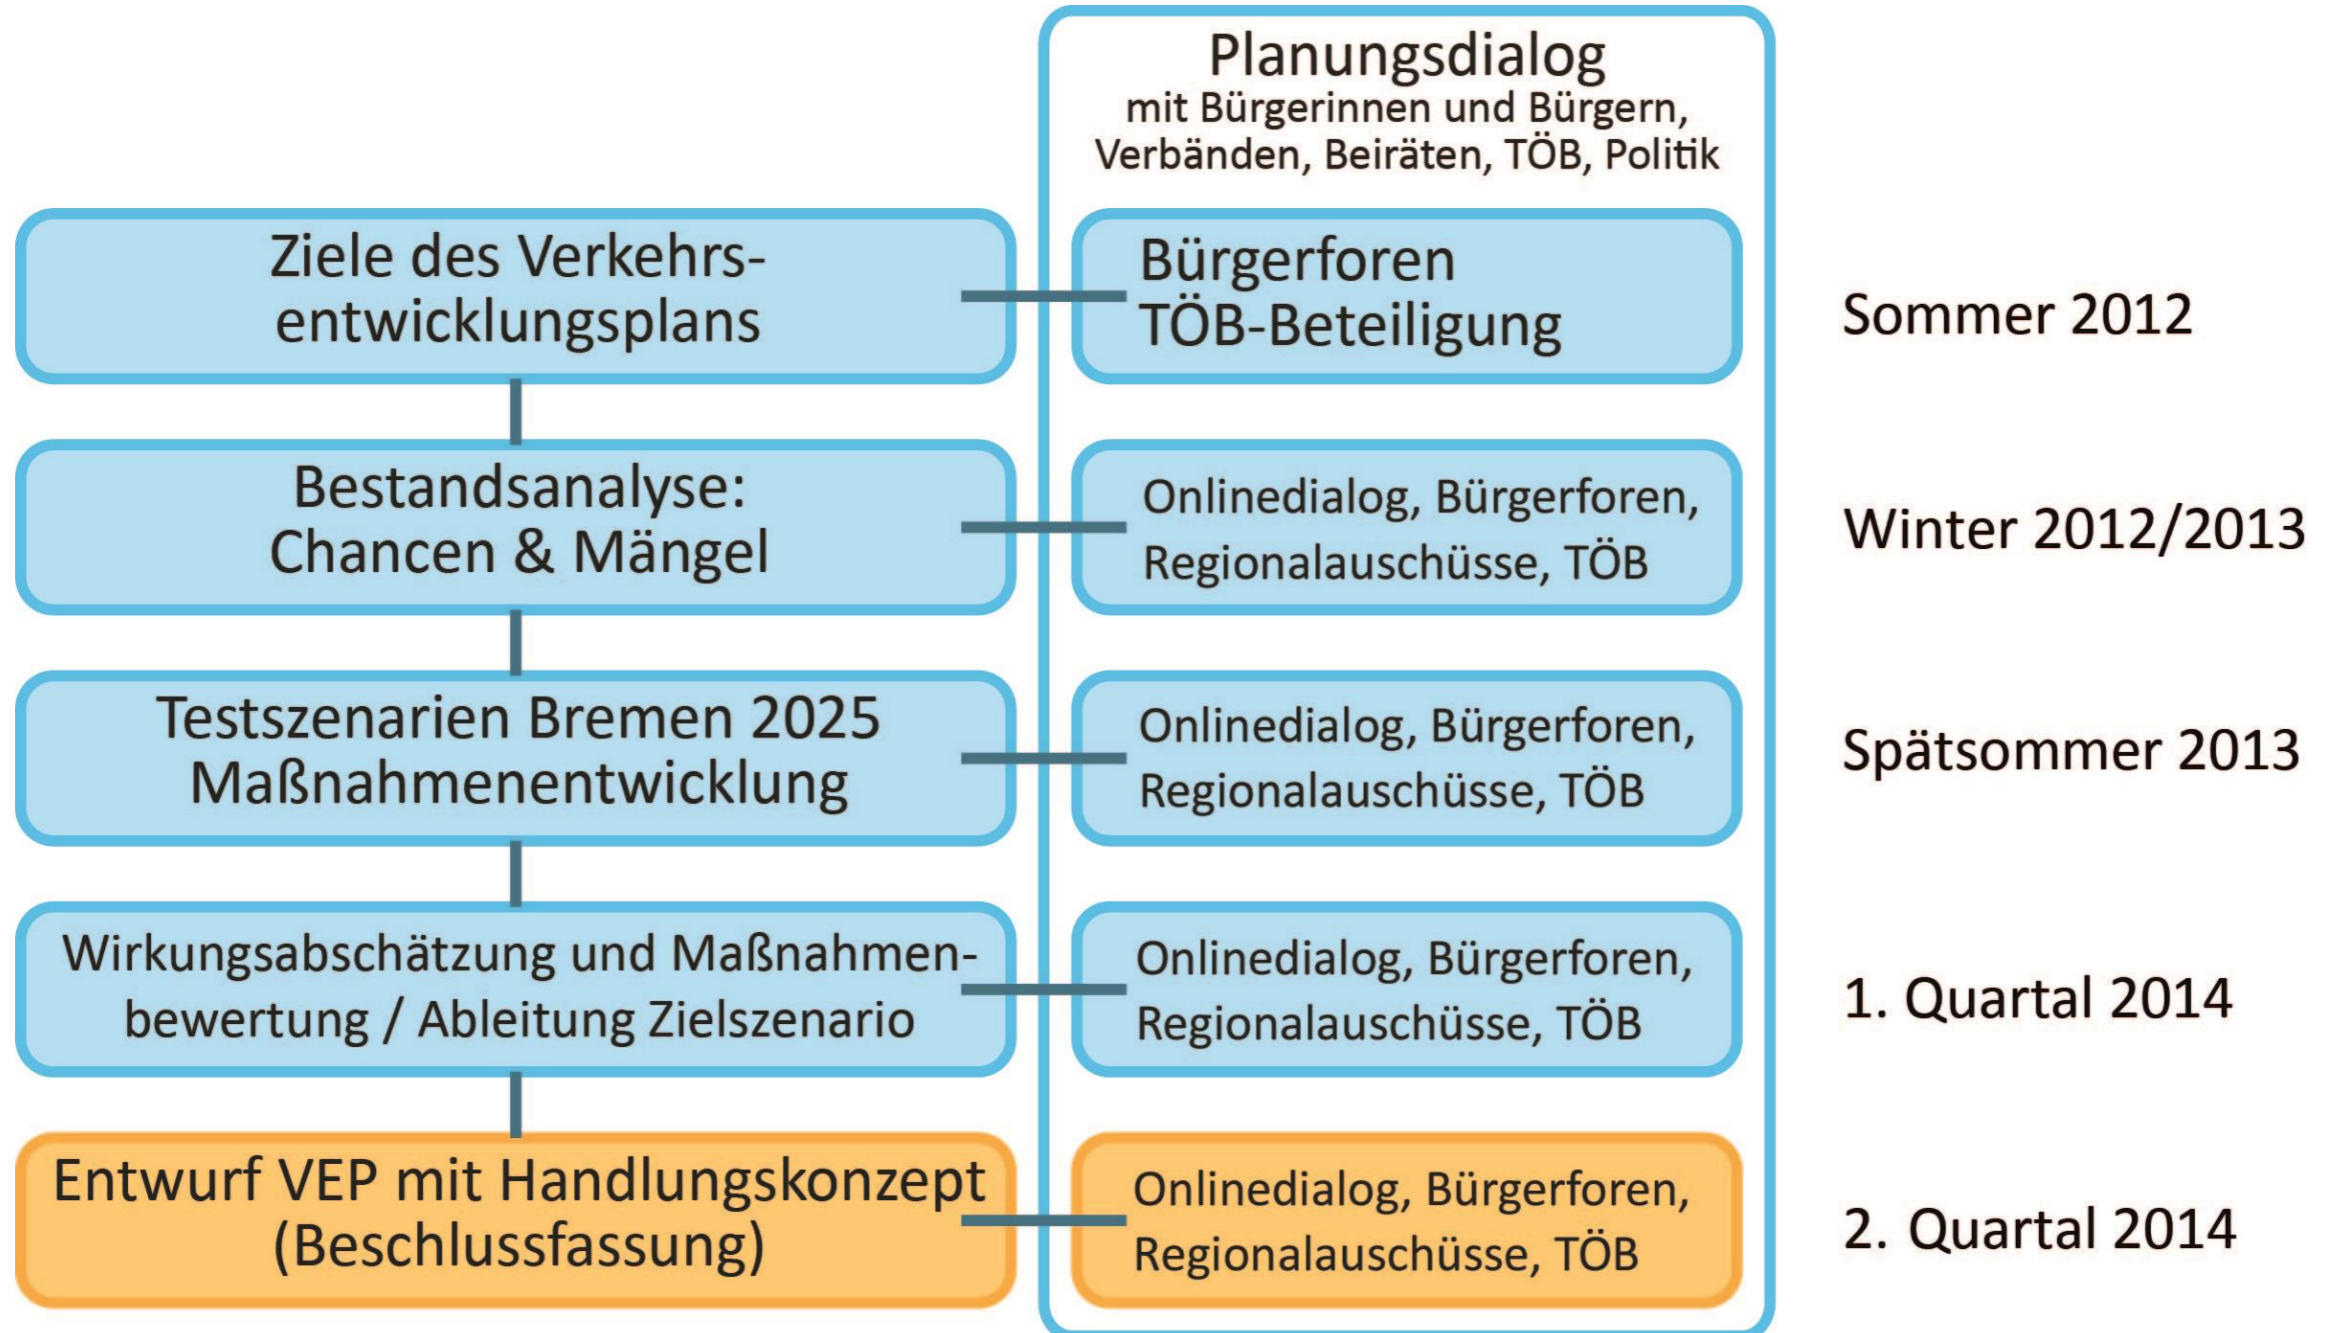 Planungsdialog
mit Bürgerinnen und Bürgern,
Verbänden, Beiräten, TÖB, Politik
Ziele des Verkehrs-
entwicklungsplans
Bürgerforen
TÖB-Beteiligung
Sommer 2012
Bestandsanalyse:
Chancen & Mängel
Onlinedialog, Bürgerforen,
Regionalauschüsse, TÖB
Winter 2012/2013
Testszenarien Bremen 2025
Maßnahmenentwicklung
Onlinedialog, Bürgerforen,
Regionalauschüsse, TÖB
Spätsommer 2013
Wirkungsabschätzung und Maßnahmen-
bewertung / Ableitung Zielszenario
Onlinedialog, Bürgerforen,
Regionalauschüsse, TÖB
1. Quartal 2014
Entwurf VEP mit Handlungskonzept
(Beschlussfassung)
Onlinedialog, Bürgerforen,
Regionalauschüsse, TÖB
2. Quartal 2014